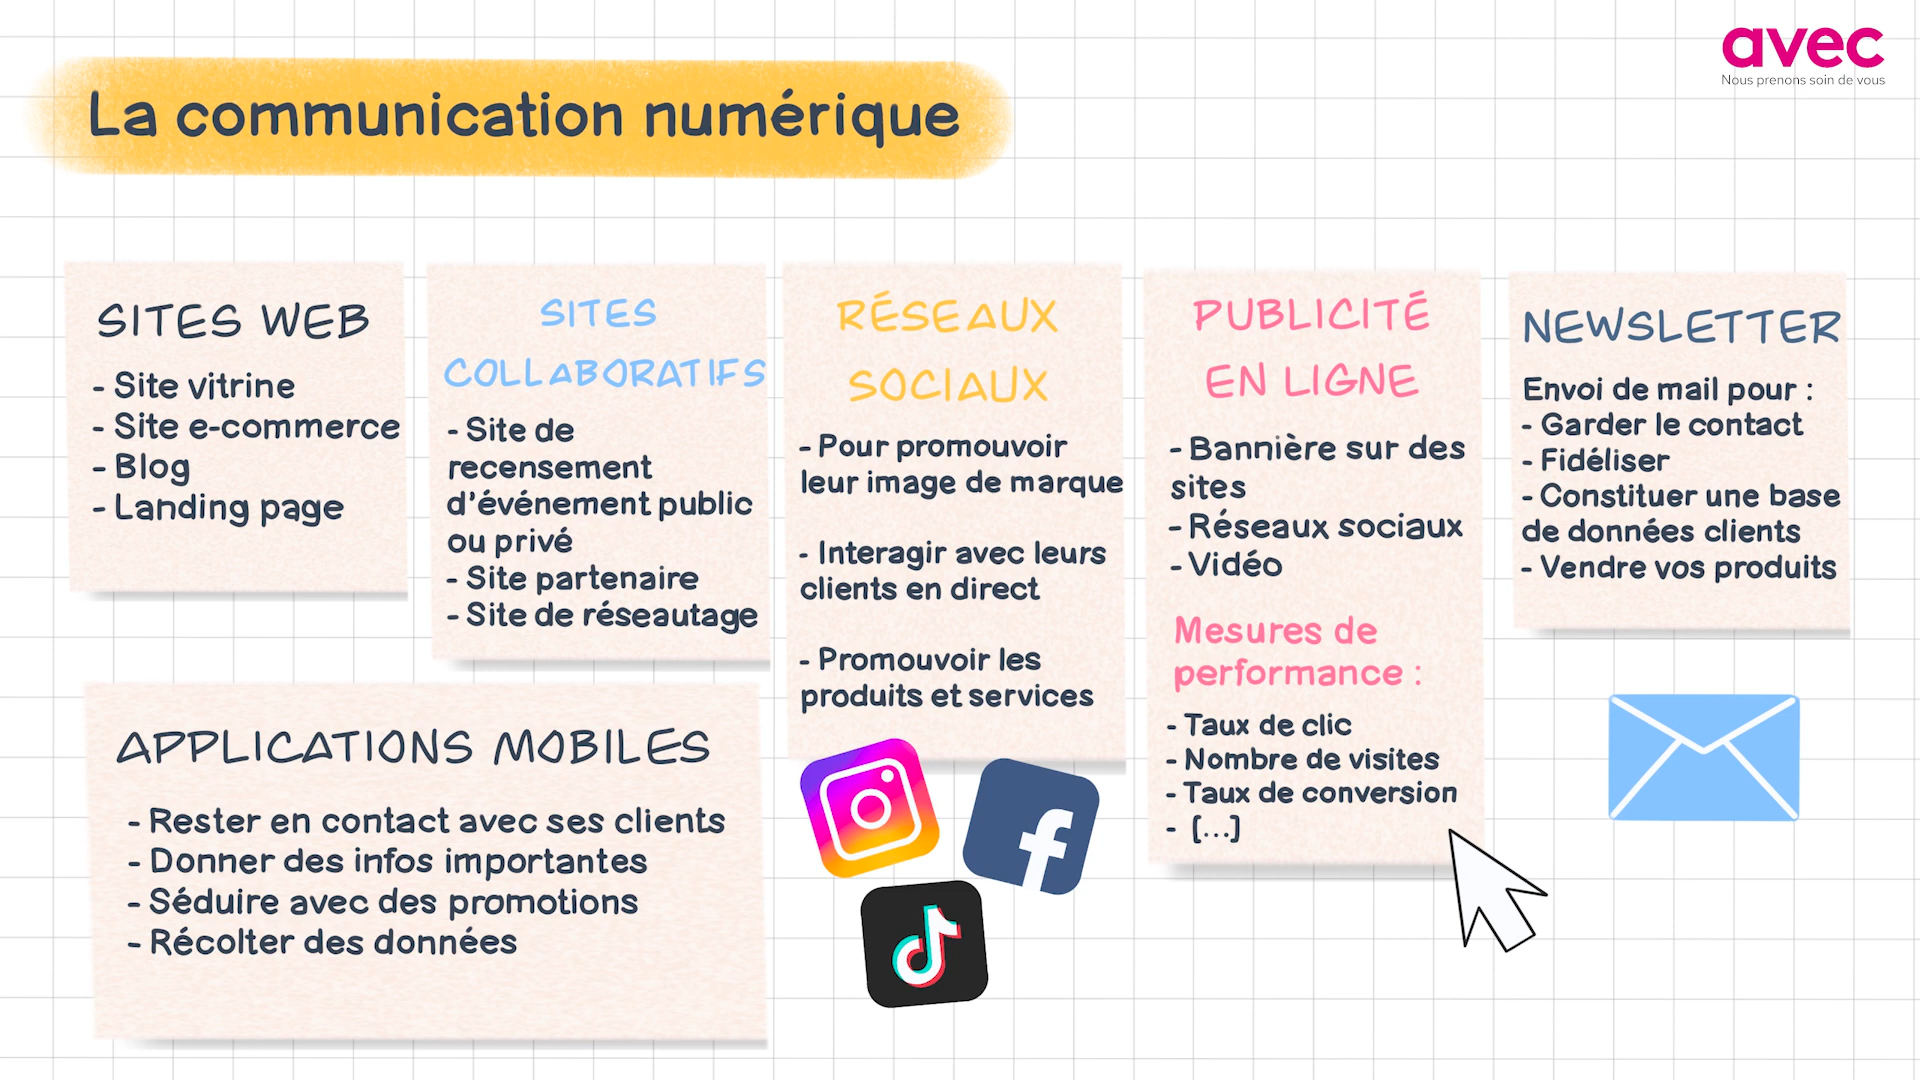 avec
Nous prenons soin de vous
La communication numérique
SITES WEB
- Site vitrine
- Site e-commerce
- Blog
- Landing page
SITES
COLLABORATIFS
- Site de
recensement
d'événement public
ou privé
- Site partenaire
- Site de réseautage
RÉSEAUX
SOCIAUX
- Pour promouvoir
leur image de marque
- Interagir avec leurs
clients en direct
- Promouvoir les
produits et services
PUBLICITÉ
EN LIGNE
- Bannière sur des
sites
- Réseaux sociaux
- Vidéo
Mesures de
performance :
- Taux de clic
- Nombre de visites
- Taux de conversion
- [...]
NEWSLETTER
Envoi de mail pour :
- Garder le contact
- Fidéliser
- Constituer une base
de données clients
- Vendre vos produits
APPLICATIONS MOBILES
- Rester en contact avec ses clients
- Donner des infos importantes
- Séduire avec des promotions
- Récolter des données